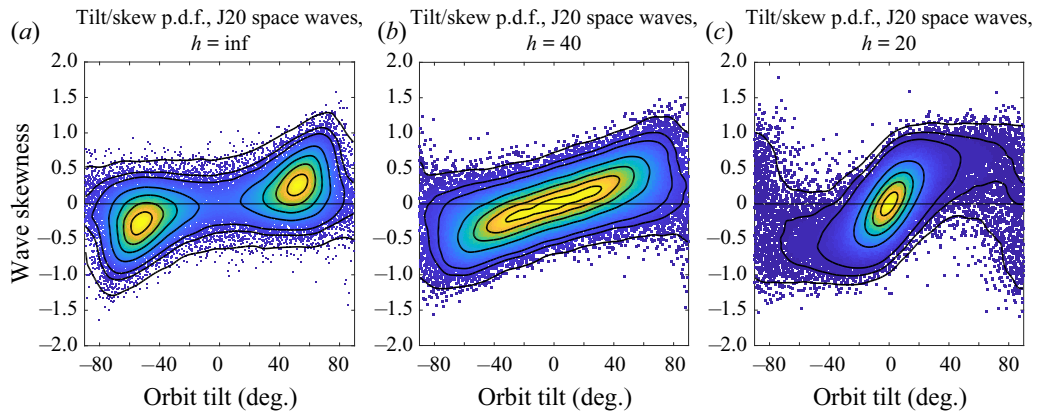 (a) Tilt/skew p.d.f., J20 space waves,
h = inf
(b) Tilt/skew p.d.f., J20 space waves,
h = 40
(c) Tilt/skew p.d.f., J20 space waves,
h = 20
Wave skewness
2.0
1.5
1.0
0.5
0
−0.5
−1.0
−1.5
−2.0
−80 −40 0 40 80
Orbit tilt (deg.)
2.0
1.5
1.0
0.5
0
−0.5
−1.0
−1.5
−2.0
−80 −40 0 40 80
Orbit tilt (deg.)
2.0
1.5
1.0
0.5
0
−0.5
−1.0
−1.5
−2.0
−80 −40 0 40 80
Orbit tilt (deg.)